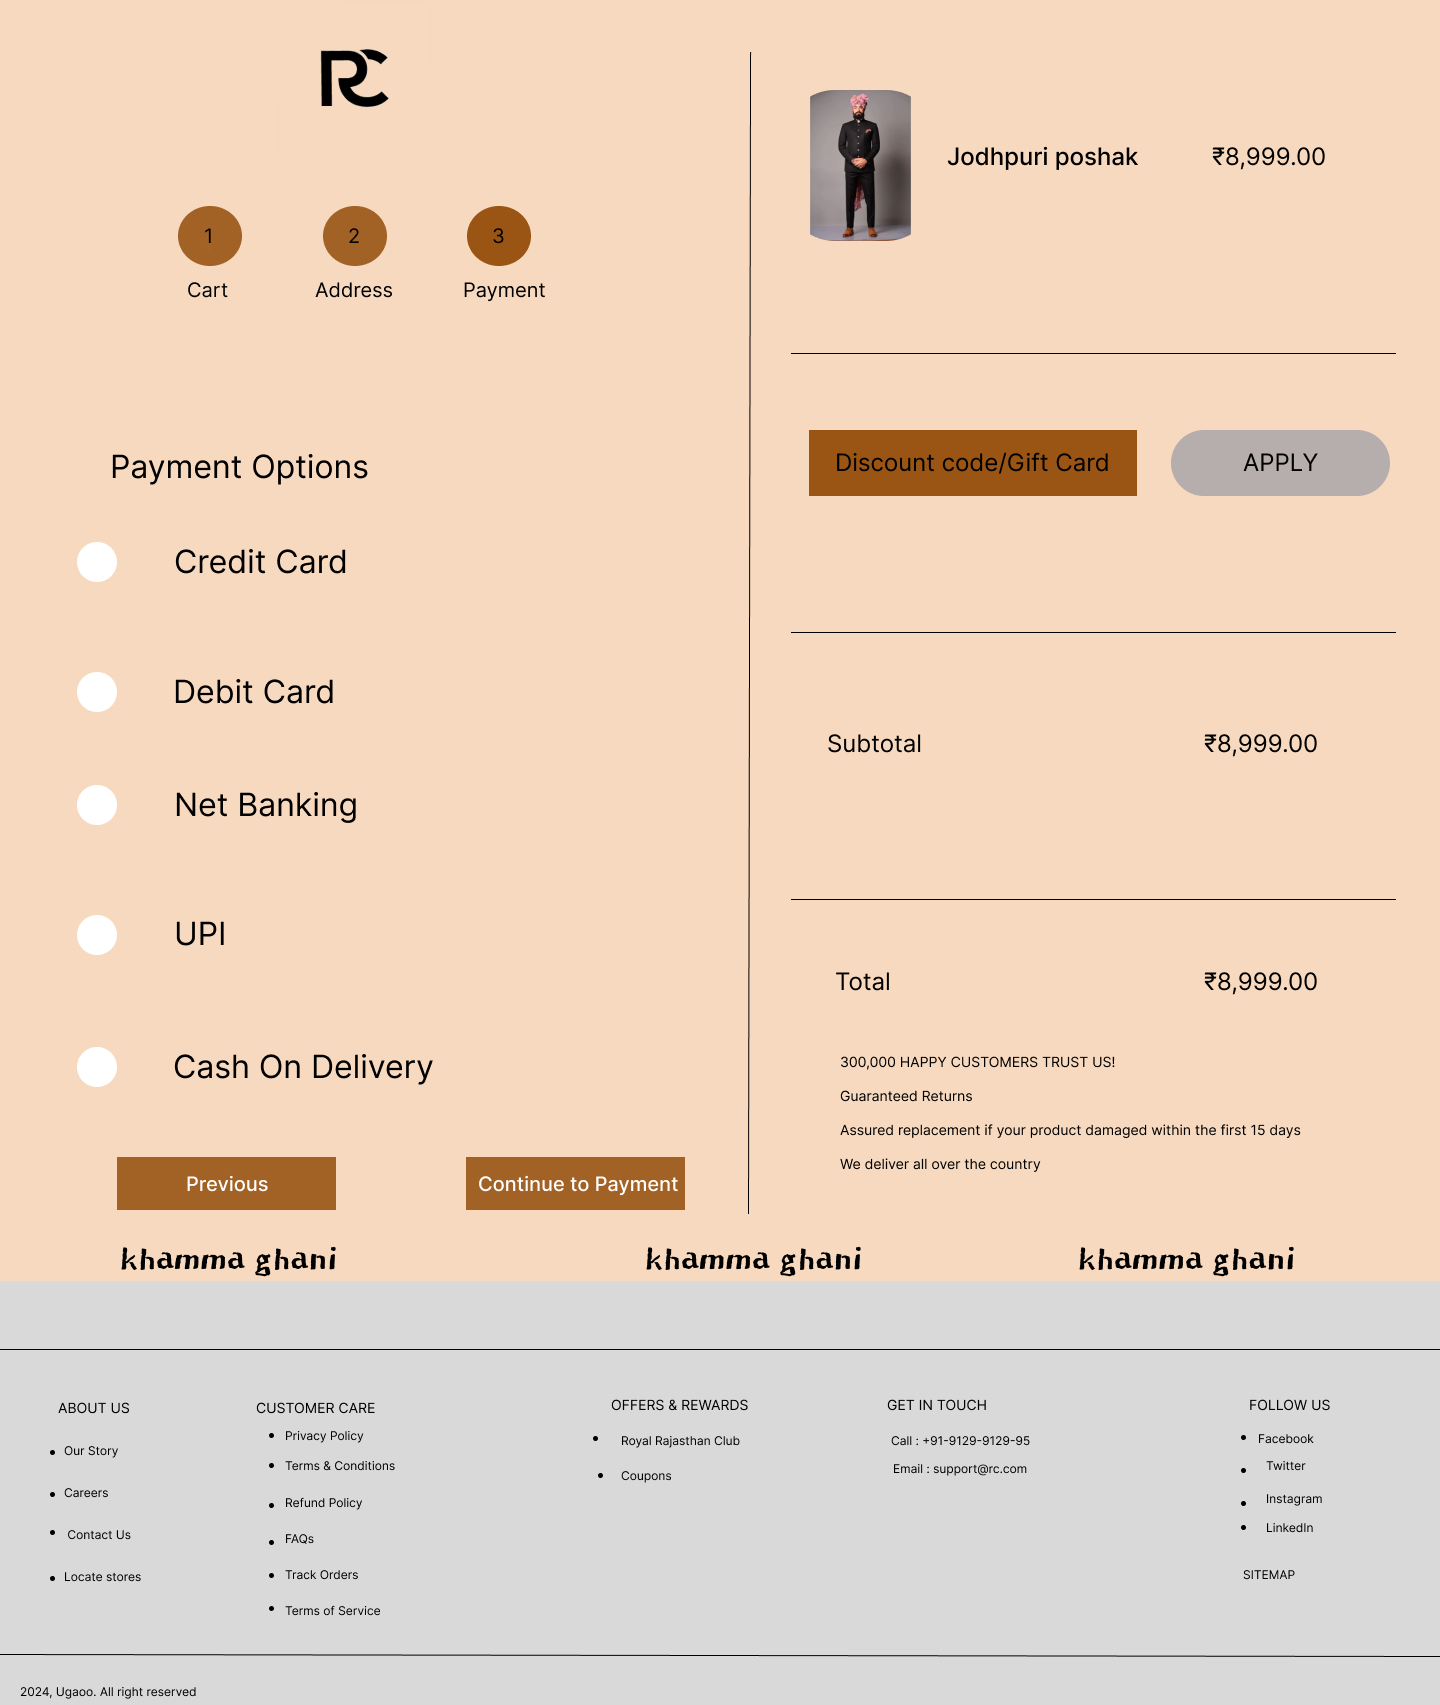 RC
1
2
3
Cart
Address
Payment
Payment Options
Credit Card
Debit Card
Net Banking
UPI
Cash On Delivery
Previous
Continue to Payment
Jodhpuri poshak
₹8,999.00
Discount code/Gift Card
APPLY
Subtotal
₹8,999.00
Total
₹8,999.00
300,000 HAPPY CUSTOMERS TRUST US!
Guaranteed Returns
Assured replacement if your product damaged within the first 15 days
We deliver all over the country
khamma ghani
khamma ghani
khamma ghani
ABOUT US
Our Story
Careers
Contact Us
Locate stores
CUSTOMER CARE
Privacy Policy
Terms & Conditions
Refund Policy
FAQs
Track Orders
Terms of Service
OFFERS & REWARDS
Royal Rajasthan Club
Coupons
GET IN TOUCH
Call : +91-9129-9129-95
Email : support@rc.com
FOLLOW US
Facebook
Twitter
Instagram
LinkedIn
SITEMAP
2024, Ugaoo. All right reserved